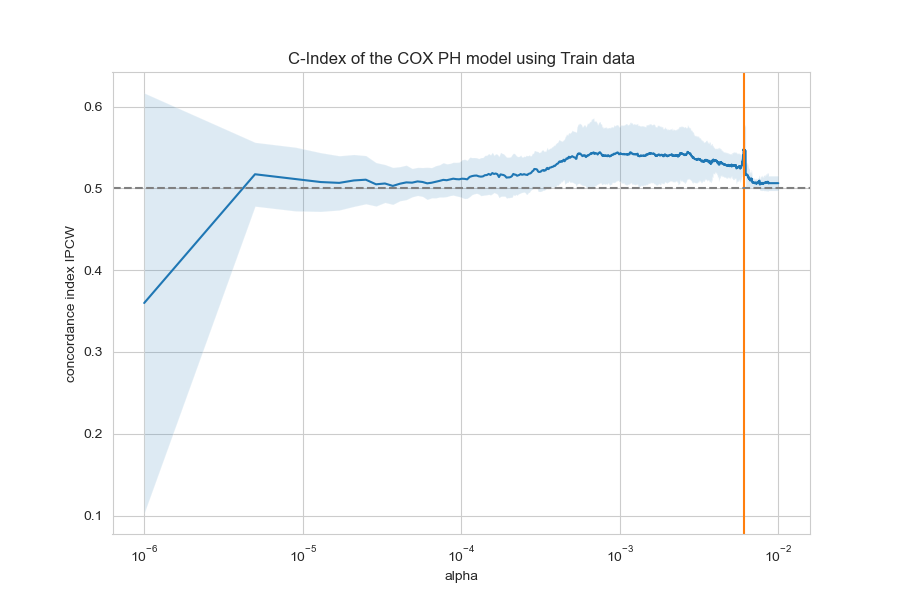 C-Index of the COX PH model using Train data
concordance index IPCW
0.6
0.5
0.4
0.3
0.2
0.1
10⁻⁶ 10⁻⁵ 10⁻⁴ 10⁻³ 10⁻²
alpha